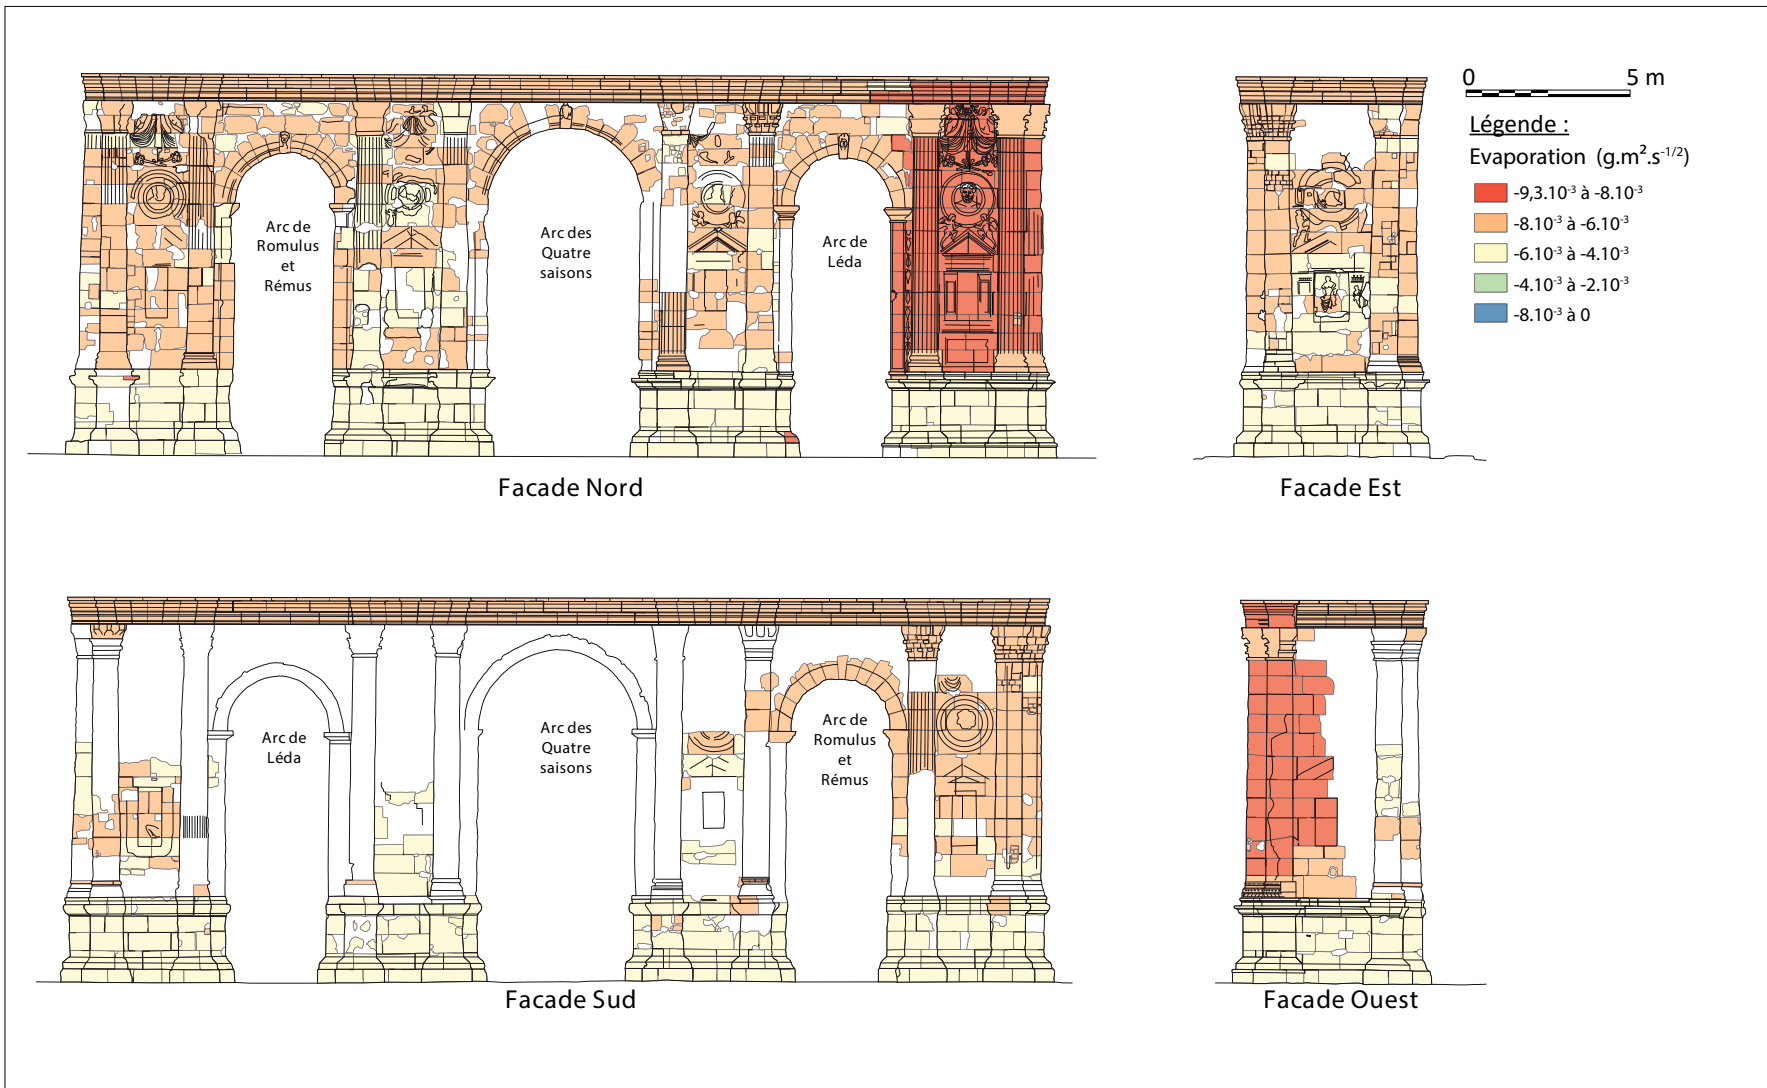 0 5 m
Légende :
Evaporation (g.m².s⁻¹/²)
-9,3.10⁻³ à -8.10⁻³
-8.10⁻³ à -6.10⁻³
-6.10⁻³ à -4.10⁻³
-4.10⁻³ à -2.10⁻³
-8.10⁻³ à 0
Arc de
Romulus
et
Rémus
Arc des
Quatre
saisons
Arc de
Léda
Facade Nord
Facade Est
Arc de
Léda
Arc des
Quatre
saisons
Arc de
Romulus
et
Rémus
Facade Sud
Facade Ouest